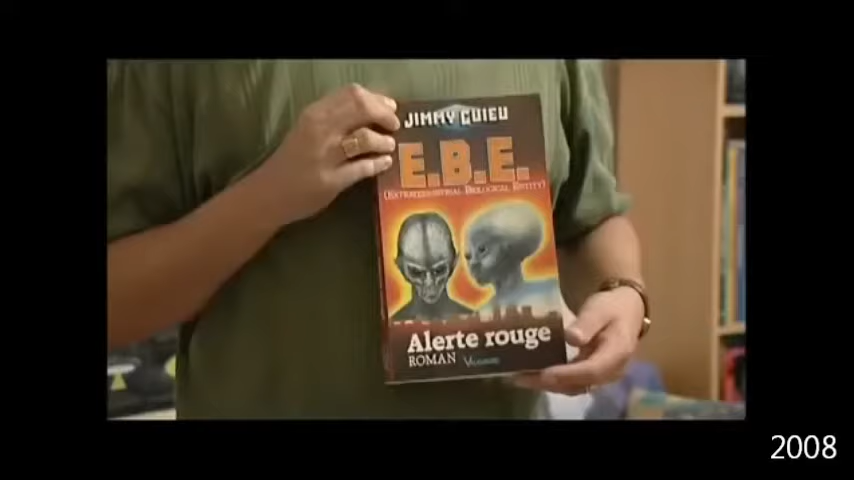 JIMMY GUIEU
E.B.E.
(EXTRATERRESTRIAL BIOLOGICAL ENTITY)
Alerte rouge
ROMAN
2008